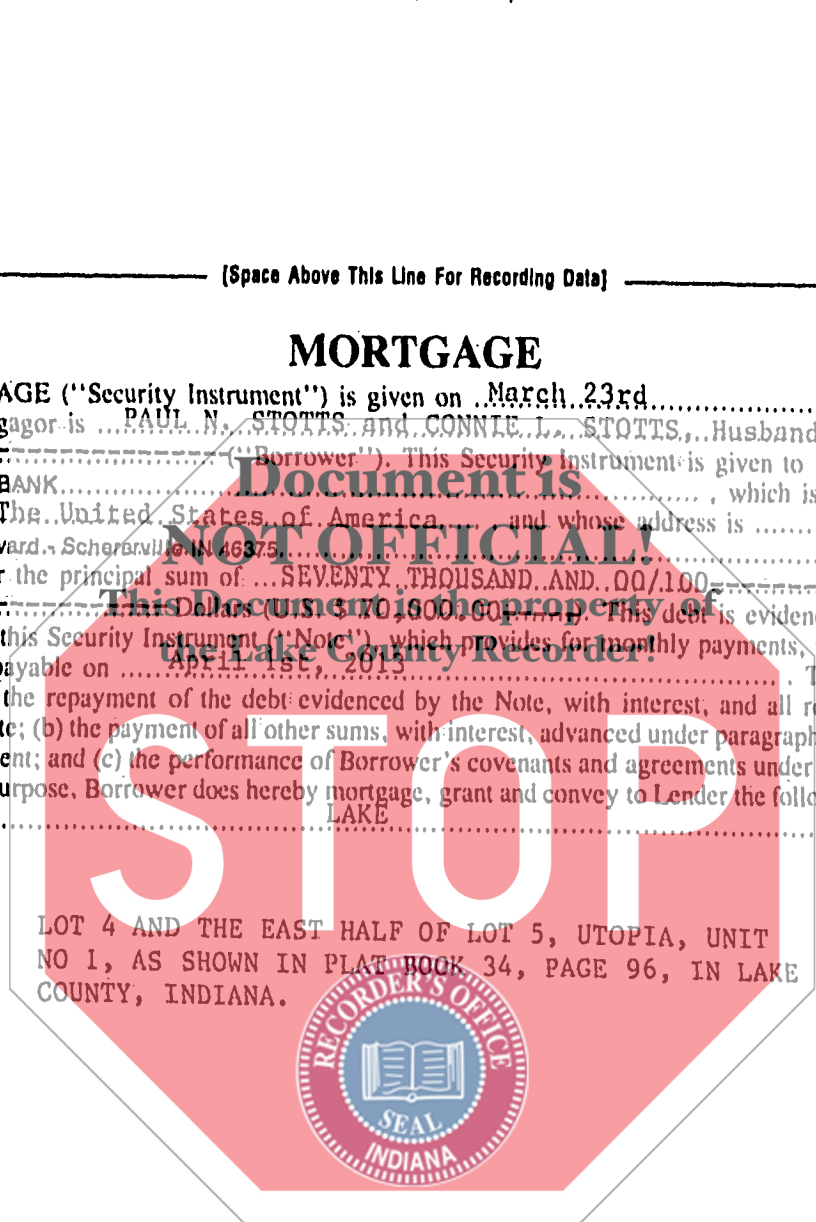 [Space Above This Line For Recording Data]
MORTGAGE
AGE ("Security Instrument") is given on ..March 23rd..............
gagor is ...PAUL N. STOTTS and CONNIE L. STOTTS, Husband
("Borrower"). This Security Instrument is given to
BANK.............................................., which is
The United States of America...., and whose address is .......
vard., Schererville IN 46375
r the principal sum of ...SEVENTY THOUSAND AND 00/100----------
Dollars (U.S. $ 70,000.00-----). This debt is eviden
this Security Instrument ("Note"), which provides for monthly payments,
payable on ......April 1st, 2013.............................. . T
the repayment of the debt evidenced by the Note, with interest, and all r
te; (b) the payment of all other sums, with interest, advanced under paragraph
ent; and (c) the performance of Borrower's covenants and agreements under
urpose, Borrower does hereby mortgage, grant and convey to Lender the follo
LAKE
Document is
NOT OFFICIAL!
This Document is the property of
the Lake County Recorder!
STOP
LOT 4 AND THE EAST HALF OF LOT 5, UTOPIA, UNIT
NO 1, AS SHOWN IN PLAT BOOK 34, PAGE 96, IN LAKE
COUNTY, INDIANA.
RECORDER'S OFFICE
SEAL
INDIANA